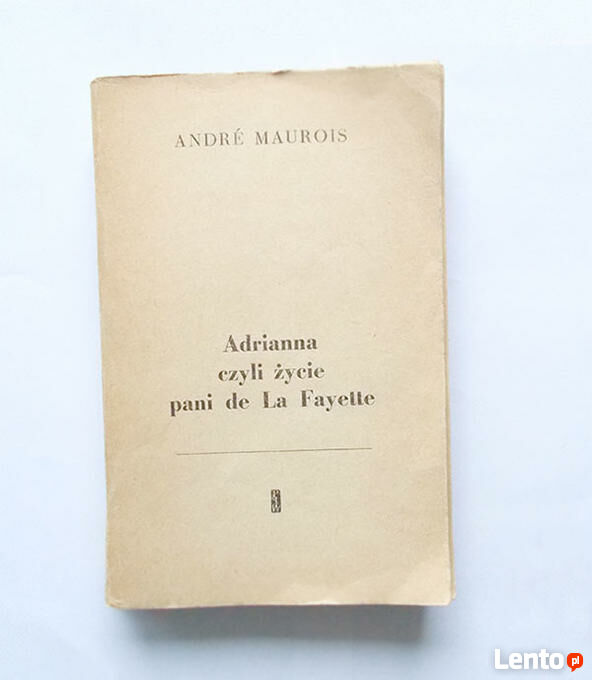 ANDRÉ MAUROIS
Adrianna
czyli życie
pani de La Fayette
Lento.pl